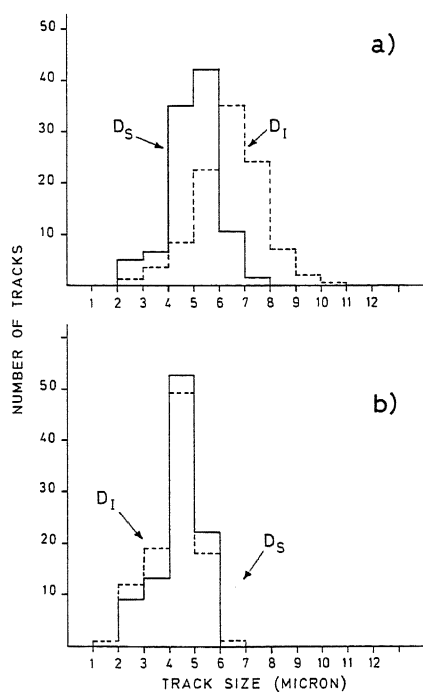 NUMBER OF TRACKS
50
40
30
20
10
a)
D_S
D_I
1 2 3 4 5 6 7 8 9 10 11 12
50
40
30
20
10
b)
D_I
D_S
1 2 3 4 5 6 7 8 9 10 11 12 13
TRACK SIZE (MICRON)